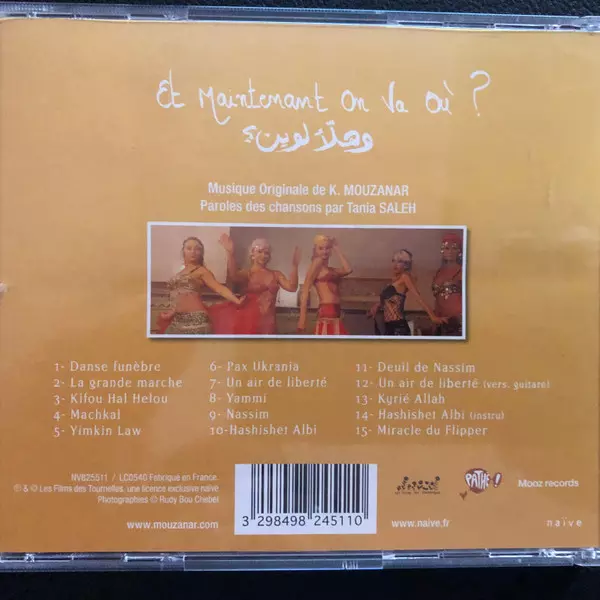 Et Maintenant On Va Où ?
وهلأ لوين؟
Musique Originale de K. MOUZANAR
Paroles des chansons par Tania SALEH
1- Danse funèbre
2- La grande marche
3- Kifou Hal Helou
4- Machkal
5- Yimkin Law
6- Pax Ukrania
7- Un air de liberté
8- Yammi
9- Nassim
10-Hashishet Albi
11- Deuil de Nassim
12- Un air de liberté (vers. guitare)
13- Kyrié Allah
14- Hashishet Albi (instru)
15- Miracle du Flipper
NV825511 / LC0540 Fabriqué en France.
℗ & © Les Films des Tournelles, une licence exclusive naïve
Photographies © Rudy Bou Chebel
www.mouzanar.com
3 298498 245110
www.naive.fr
PATHÉ!
Mooz records
naïve